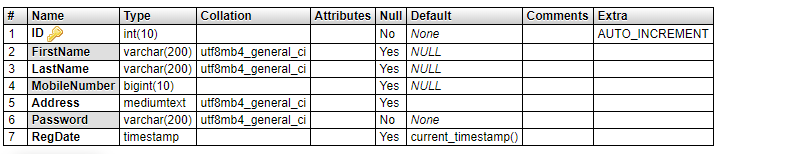 # Name Type Collation Attributes Null Default Comments Extra
1 ID int(10) No None AUTO_INCREMENT
2 FirstName varchar(200) utf8mb4_general_ci Yes NULL
3 LastName varchar(200) utf8mb4_general_ci Yes NULL
4 MobileNumber bigint(10) Yes NULL
5 Address mediumtext utf8mb4_general_ci Yes
6 Password varchar(200) utf8mb4_general_ci No None
7 RegDate timestamp Yes current_timestamp()